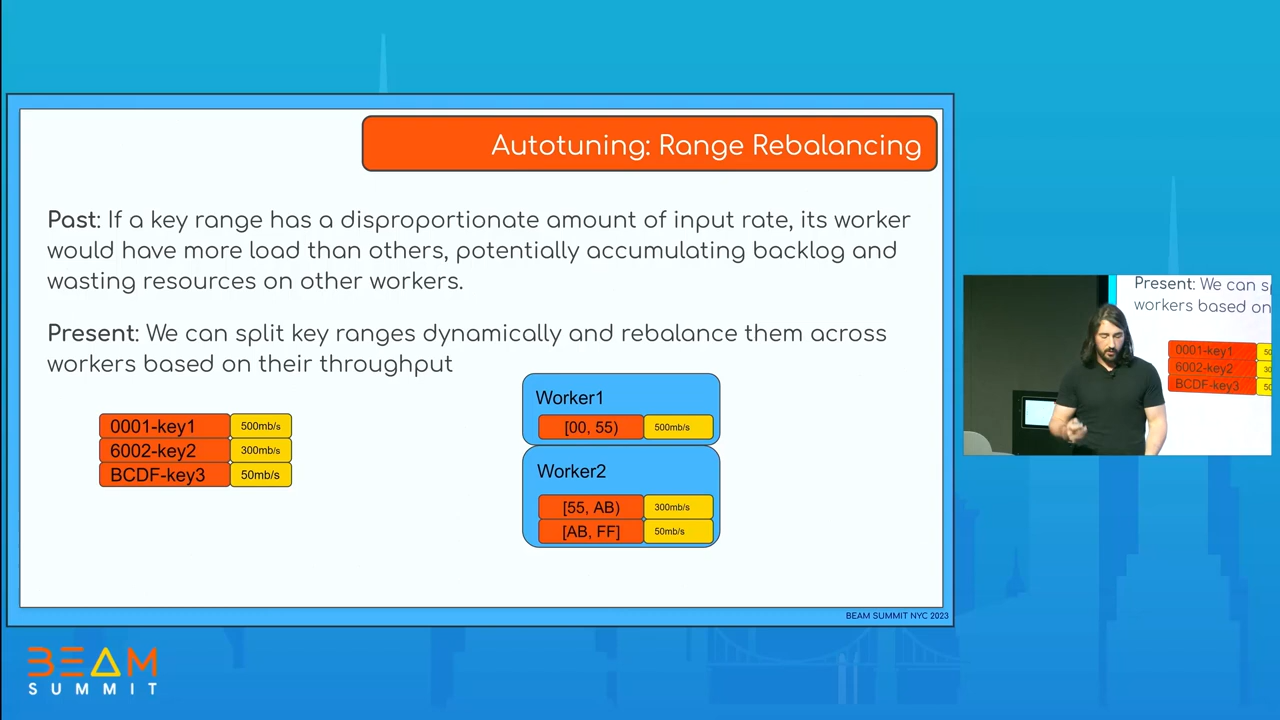 Autotuning: Range Rebalancing
Past: If a key range has a disproportionate amount of input rate, its worker
would have more load than others, potentially accumulating backlog and
wasting resources on other workers.
Present: We can split key ranges dynamically and rebalance them across
workers based on their throughput
0001-key1 500mb/s
6002-key2 300mb/s
BCDF-key3 50mb/s
Worker1
[00, 55) 500mb/s
Worker2
[55, AB) 300mb/s
[AB, FF] 50mb/s
BEAM SUMMIT NYC 2023
Present: We can sp
workers based on
0001-key1 50
6002-key2 30
BCDF-key3 50
BEAM
SUMMIT